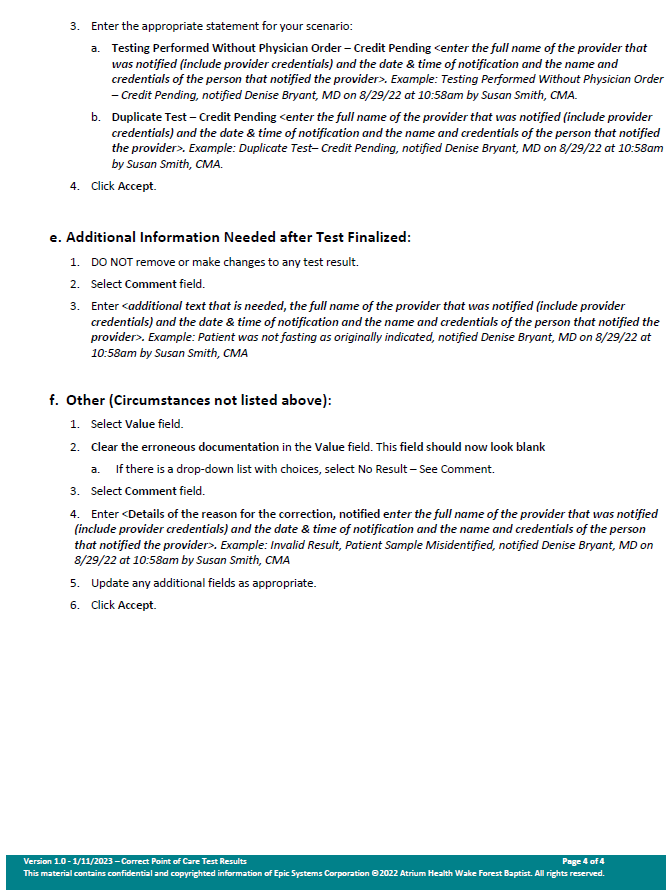 3. Enter the appropriate statement for your scenario:
a. Testing Performed Without Physician Order – Credit Pending <enter the full name of the provider that
was notified (include provider credentials) and the date & time of notification and the name and
credentials of the person that notified the provider>. Example: Testing Performed Without Physician Order
– Credit Pending, notified Denise Bryant, MD on 8/29/22 at 10:58am by Susan Smith, CMA.
b. Duplicate Test – Credit Pending <enter the full name of the provider that was notified (include provider
credentials) and the date & time of notification and the name and credentials of the person that notified
the provider>. Example: Duplicate Test– Credit Pending, notified Denise Bryant, MD on 8/29/22 at 10:58am
by Susan Smith, CMA.
4. Click Accept.
e. Additional Information Needed after Test Finalized:
1. DO NOT remove or make changes to any test result.
2. Select Comment field.
3. Enter <additional text that is needed, the full name of the provider that was notified (include provider
credentials) and the date & time of notification and the name and credentials of the person that notified the
provider>. Example: Patient was not fasting as originally indicated, notified Denise Bryant, MD on 8/29/22 at
10:58am by Susan Smith, CMA
f. Other (Circumstances not listed above):
1. Select Value field.
2. Clear the erroneous documentation in the Value field. This field should now look blank
a. If there is a drop-down list with choices, select No Result – See Comment.
3. Select Comment field.
4. Enter <Details of the reason for the correction, notified enter the full name of the provider that was notified
(include provider credentials) and the date & time of notification and the name and credentials of the person
that notified the provider>. Example: Invalid Result, Patient Sample Misidentified, notified Denise Bryant, MD on
8/29/22 at 10:58am by Susan Smith, CMA
5. Update any additional fields as appropriate.
6. Click Accept.
Version 1.0 - 1/11/2023 – Correct Point of Care Test Results Page 4 of 4
This material contains confidential and copyrighted information of Epic Systems Corporation ©2022 Atrium Health Wake Forest Baptist. All rights reserved.